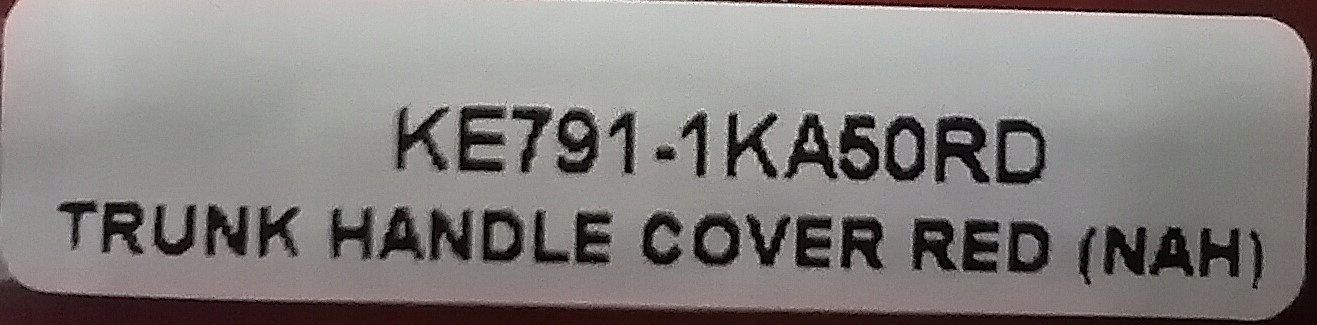 KE791-1KA50RD
TRUNK HANDLE COVER RED (NAH)